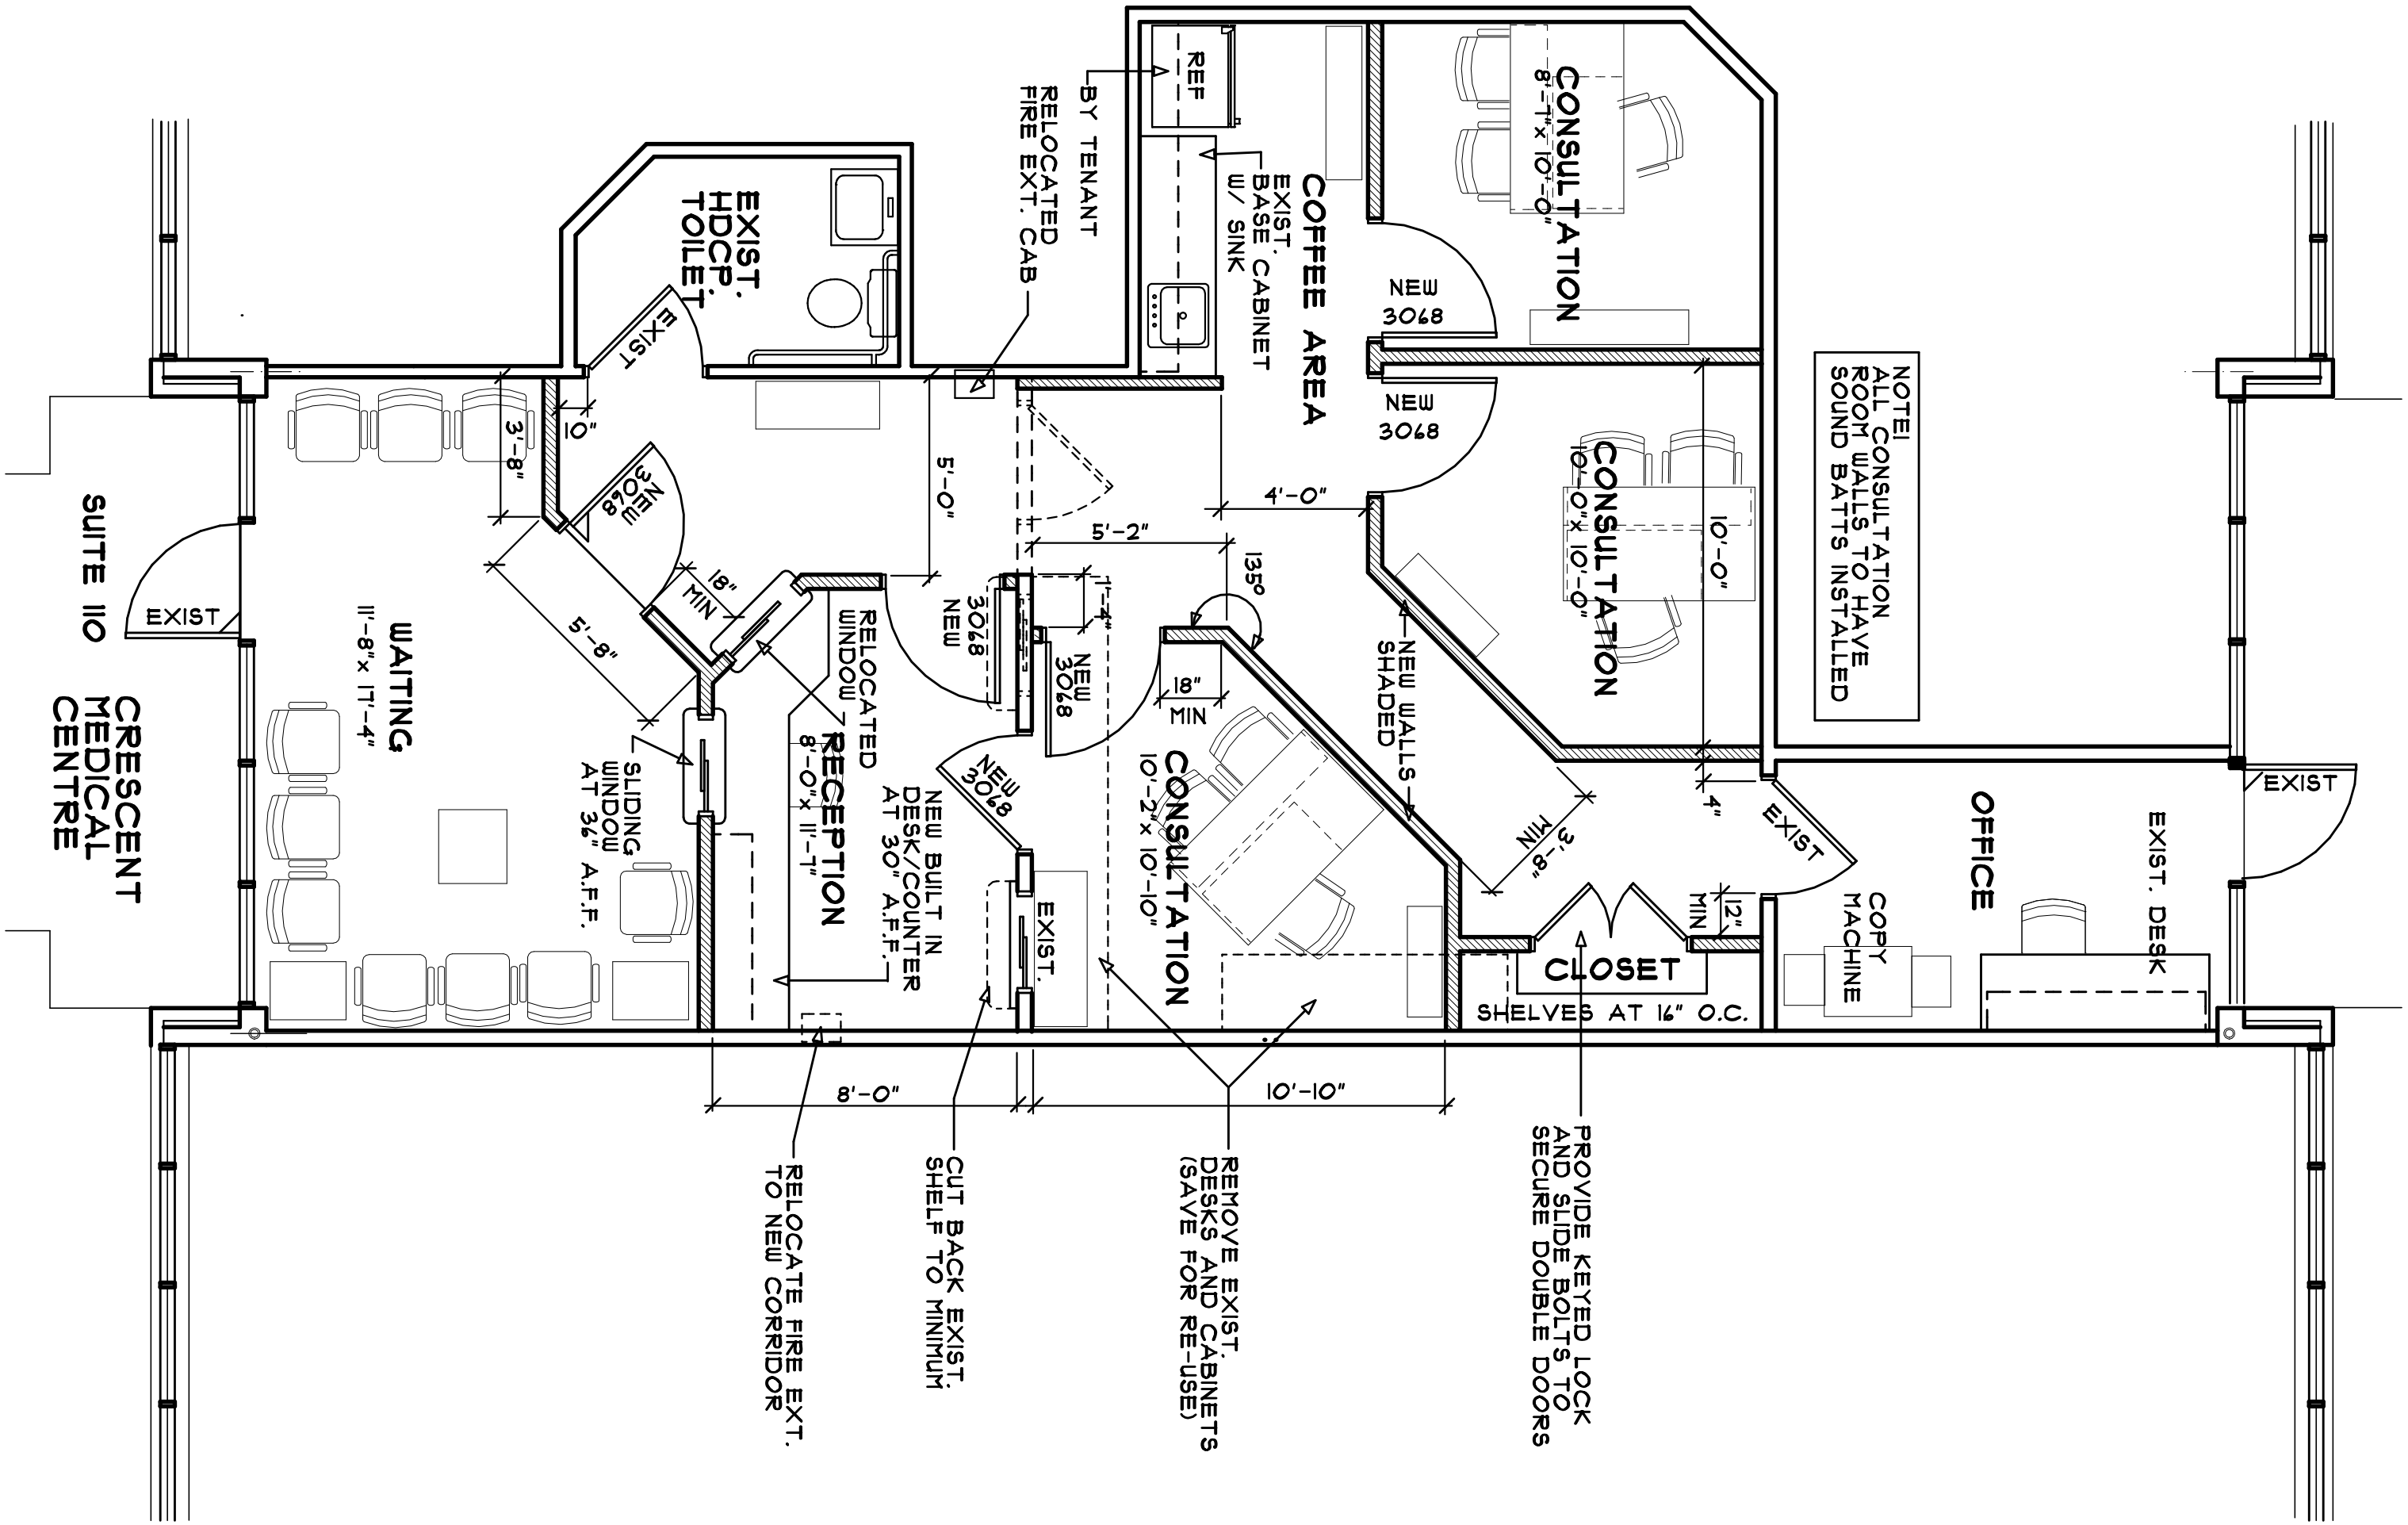 NOTE!
ALL CONSULTATION
ROOM WALLS TO HAVE
SOUND BATTS INSTALLED
EXIST
EXIST. DESK
OFFICE
COPY
MACHINE
EXIST
12"
MIN
4"
CLOSET
SHELVES AT 16" O.C.
3'-8"
MIN
PROVIDE KEYED LOCK
AND SLIDE BOLTS TO
SECURE DOUBLE DOORS
CONSULTATION
8'-7"x 10'-0"
NEW
3068
CONSULTATION
10'-0"x 10'-0"
10'-0"
NEW
3068
NEW WALLS
SHADED
COFFEE AREA
EXIST.
BASE CABINET
W/ SINK
REF
BY TENANT
RELOCATED
FIRE EXT. CAB
4'-0"
5'-2"
135°
1'-4"
NEW
3068
18"
MIN
CONSULTATION
10'-2"x 10'-10"
10'-10"
REMOVE EXIST.
DESKS AND CABINETS
(SAVE FOR RE-USE)
EXIST.
CUT BACK EXIST.
SHELF TO MINIMUM
NEW
3068
NEW
3068
5'-0"
8'-0"
RELOCATED
WINDOW
RECEPTION
8'-0"x 11'-7"
NEW BUILT IN
DESK/COUNTER
AT 30" A.F.F.
RELOCATE FIRE EXT.
TO NEW CORRIDOR
EXIST.
HDCP.
TOILET
EXIST
10"
3'-8"
NEW
3068
18"
MIN
5'-8"
SLIDING
WINDOW
AT 36" A.F.F.
WAITING
11'-8"x 17'-4"
EXIST
SUITE 110
CRESCENT
MEDICAL
CENTRE